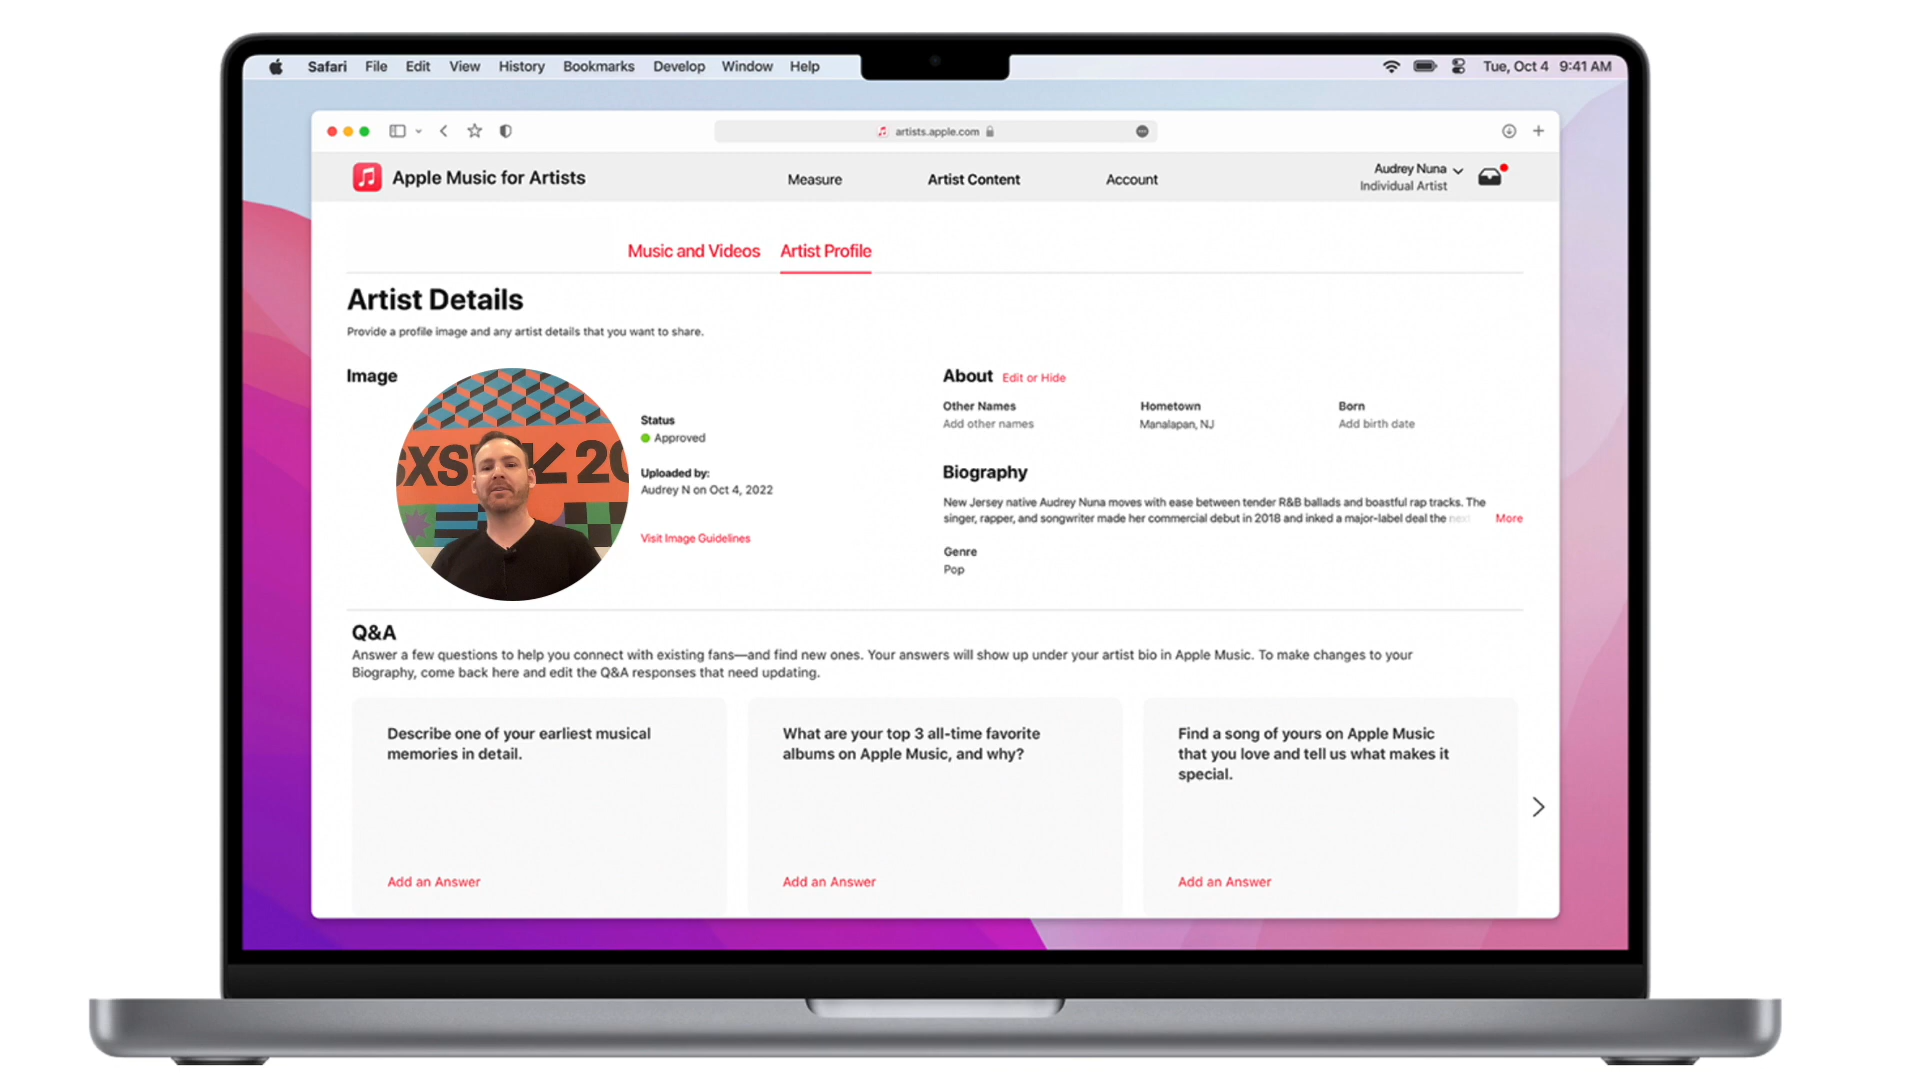 Safari File Edit View History Bookmarks Develop Window Help Tue, Oct 4 9:41 AM
artists.apple.com
Apple Music for Artists Measure Artist Content Account Audrey Nuna
Individual Artist
Music and Videos Artist Profile
Artist Details
Provide a profile image and any artist details that you want to share.
Image
SXS 20
Status
Approved
Uploaded by:
Audrey N on Oct 4, 2022
Visit Image Guidelines
About Edit or Hide
Other Names Hometown Born
Add other names Manalapan, NJ Add birth date
Biography
New Jersey native Audrey Nuna moves with ease between tender R&B ballads and boastful rap tracks. The
singer, rapper, and songwriter made her commercial debut in 2018 and inked a major-label deal the next More
Genre
Pop
Q&A
Answer a few questions to help you connect with existing fans—and find new ones. Your answers will show up under your artist bio in Apple Music. To make changes to your
Biography, come back here and edit the Q&A responses that need updating.
Describe one of your earliest musical
memories in detail.
Add an Answer
What are your top 3 all-time favorite
albums on Apple Music, and why?
Add an Answer
Find a song of yours on Apple Music
that you love and tell us what makes it
special.
Add an Answer